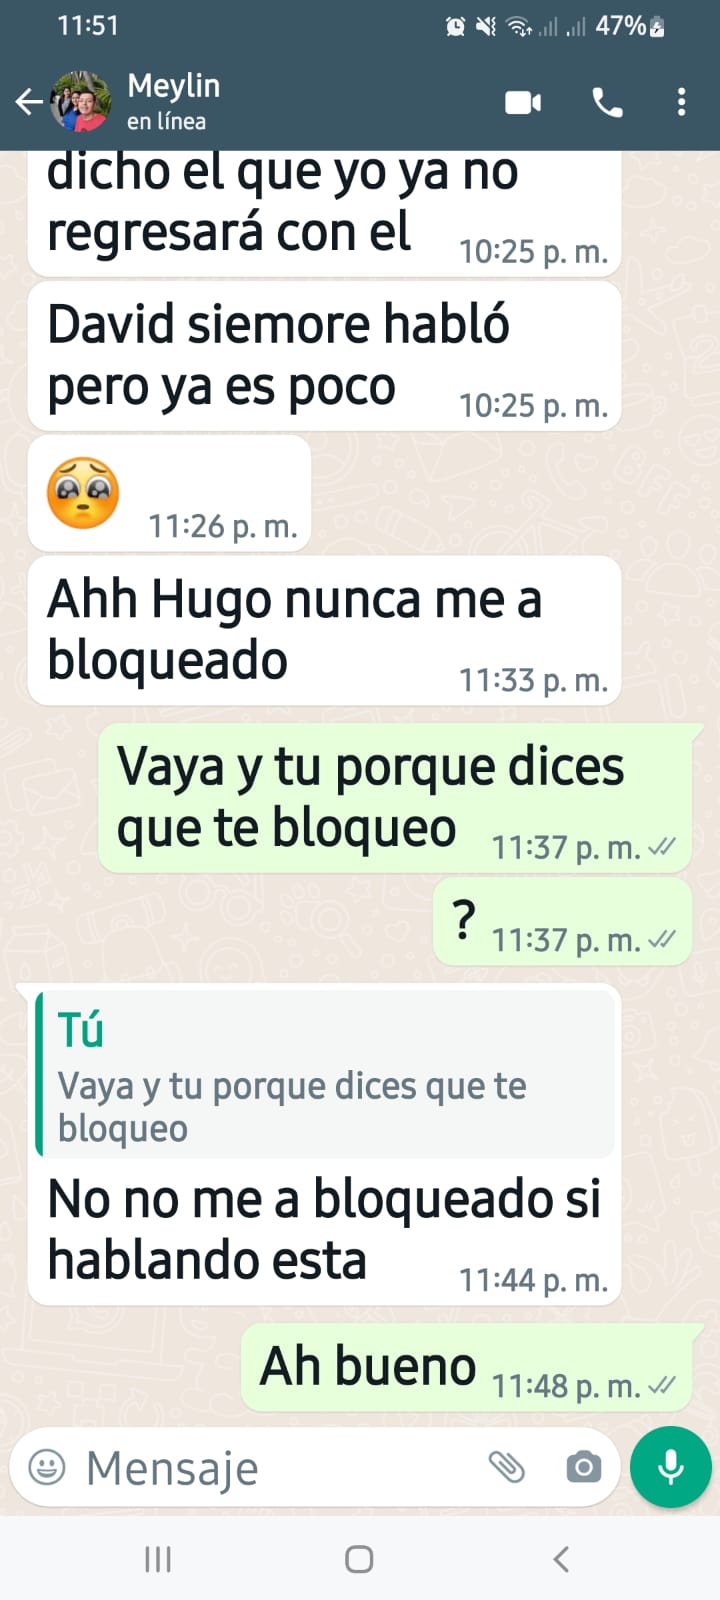 11:51
47%
Meylin
en línea
dicho el que yo ya no
regresará con el
10:25 p. m.
David siemore habló
pero ya es poco
10:25 p. m.
11:26 p. m.
Ahh Hugo nunca me a
bloqueado
11:33 p. m.
Vaya y tu porque dices
que te bloqueo
11:37 p. m.
?
11:37 p. m.
Tú
Vaya y tu porque dices que te
bloqueo
No no me a bloqueado si
hablando esta
11:44 p. m.
Ah bueno
11:48 p. m.
Mensaje